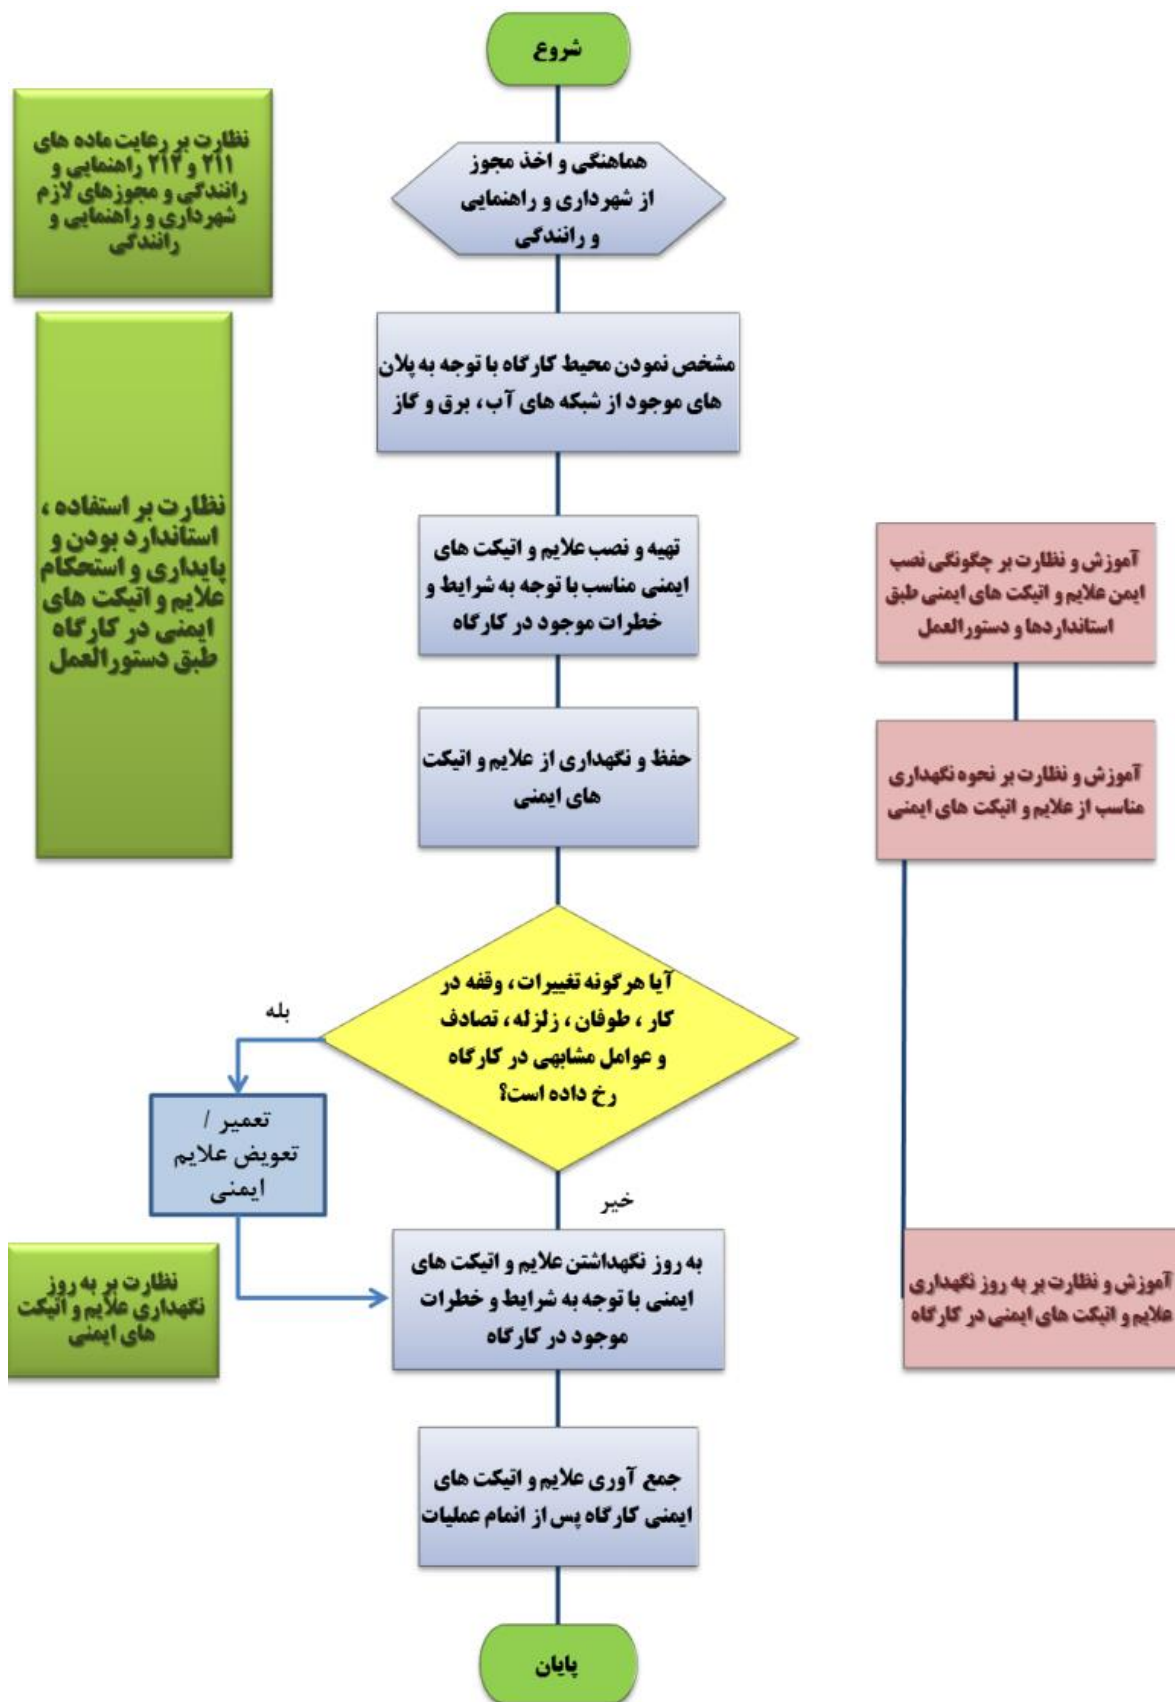 شروع
هماهنگی و اخذ مجوز
از شهرداری و راهنمایی
و رانندگی
نظارت بر رعایت ماده های
۲۱۱ و ۲۱۲ راهنمایی و
رانندگی و مجوزهای لازم
شهرداری و راهنمایی و
رانندگی
مشخص نمودن محیط کارگاه با توجه به پلان
های موجود از شبکه های آب ، برق و گاز
نظارت بر استفاده ،
استاندارد بودن و
پایداری و استحکام
علایم و اتیکت های
ایمنی در کارگاه
طبق دستورالعمل
تهیه و نصب علایم و اتیکت های
ایمنی مناسب با توجه به شرایط و
خطرات موجود در کارگاه
آموزش و نظارت بر چگونگی نصب
ایمن علایم و اتیکت های ایمنی طبق
استانداردها و دستورالعمل
حفظ و نگهداری از علایم و اتیکت
های ایمنی
آموزش و نظارت بر نحوه نگهداری
مناسب از علایم و اتیکت های ایمنی
آیا هرگونه تغییرات ، وقفه در
کار ، طوفان ، زلزله ، تصادف
و عوامل مشابهی در کارگاه
رخ داده است؟
بله
تعمیر /
تعویض علایم
ایمنی
خیر
به روز نگهداشتن علایم و اتیکت های
ایمنی با توجه به شرایط و خطرات
موجود در کارگاه
آموزش و نظارت بر به روز نگهداری
علایم و اتیکت های ایمنی در کارگاه
نظارت بر به روز
نگهداری علایم و اتیکت
های ایمنی
جمع آوری علایم و اتیکت های
ایمنی کارگاه پس از اتمام عملیات
پایان